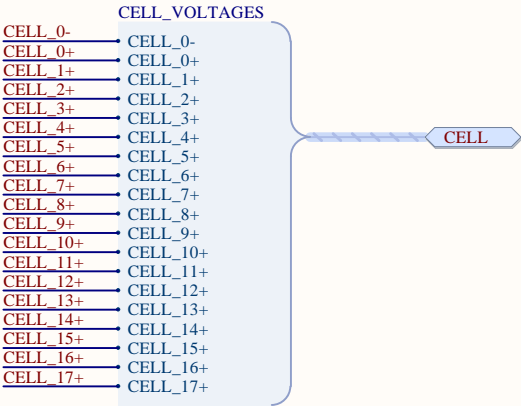 CELL_VOLTAGES
CELL_0- CELL_0-
CELL_0+ CELL_0+
CELL_1+ CELL_1+
CELL_2+ CELL_2+
CELL_3+ CELL_3+
CELL_4+ CELL_4+ CELL
CELL_5+ CELL_5+
CELL_6+ CELL_6+
CELL_7+ CELL_7+
CELL_8+ CELL_8+
CELL_9+ CELL_9+
CELL_10+ CELL_10+
CELL_11+ CELL_11+
CELL_12+ CELL_12+
CELL_13+ CELL_13+
CELL_14+ CELL_14+
CELL_15+ CELL_15+
CELL_16+ CELL_16+
CELL_17+ CELL_17+